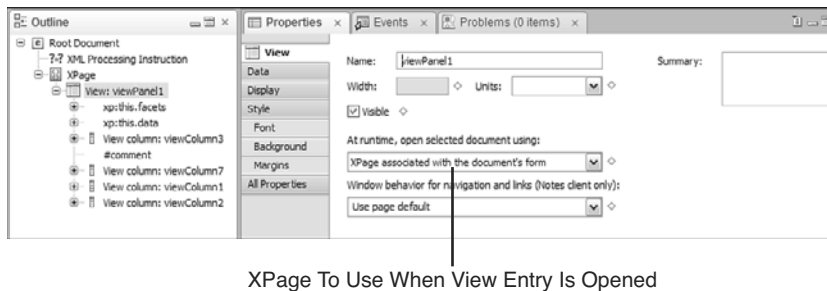 Outline
Root Document
?-? XML Processing Instruction
XPage
View: viewPanel1
xp:this.facets
xp:this.data
View column: viewColumn3
#comment
View column: viewColumn7
View column: viewColumn1
View column: viewColumn2
Properties
Events
Problems (0 items)
View
Data
Display
Style
Font
Background
Margins
All Properties
Name: viewPanel1
Summary:
Width:
Units:
Visible
At runtime, open selected document using:
XPage associated with the document's form
Window behavior for navigation and links (Notes client only):
Use page default
XPage To Use When View Entry Is Opened